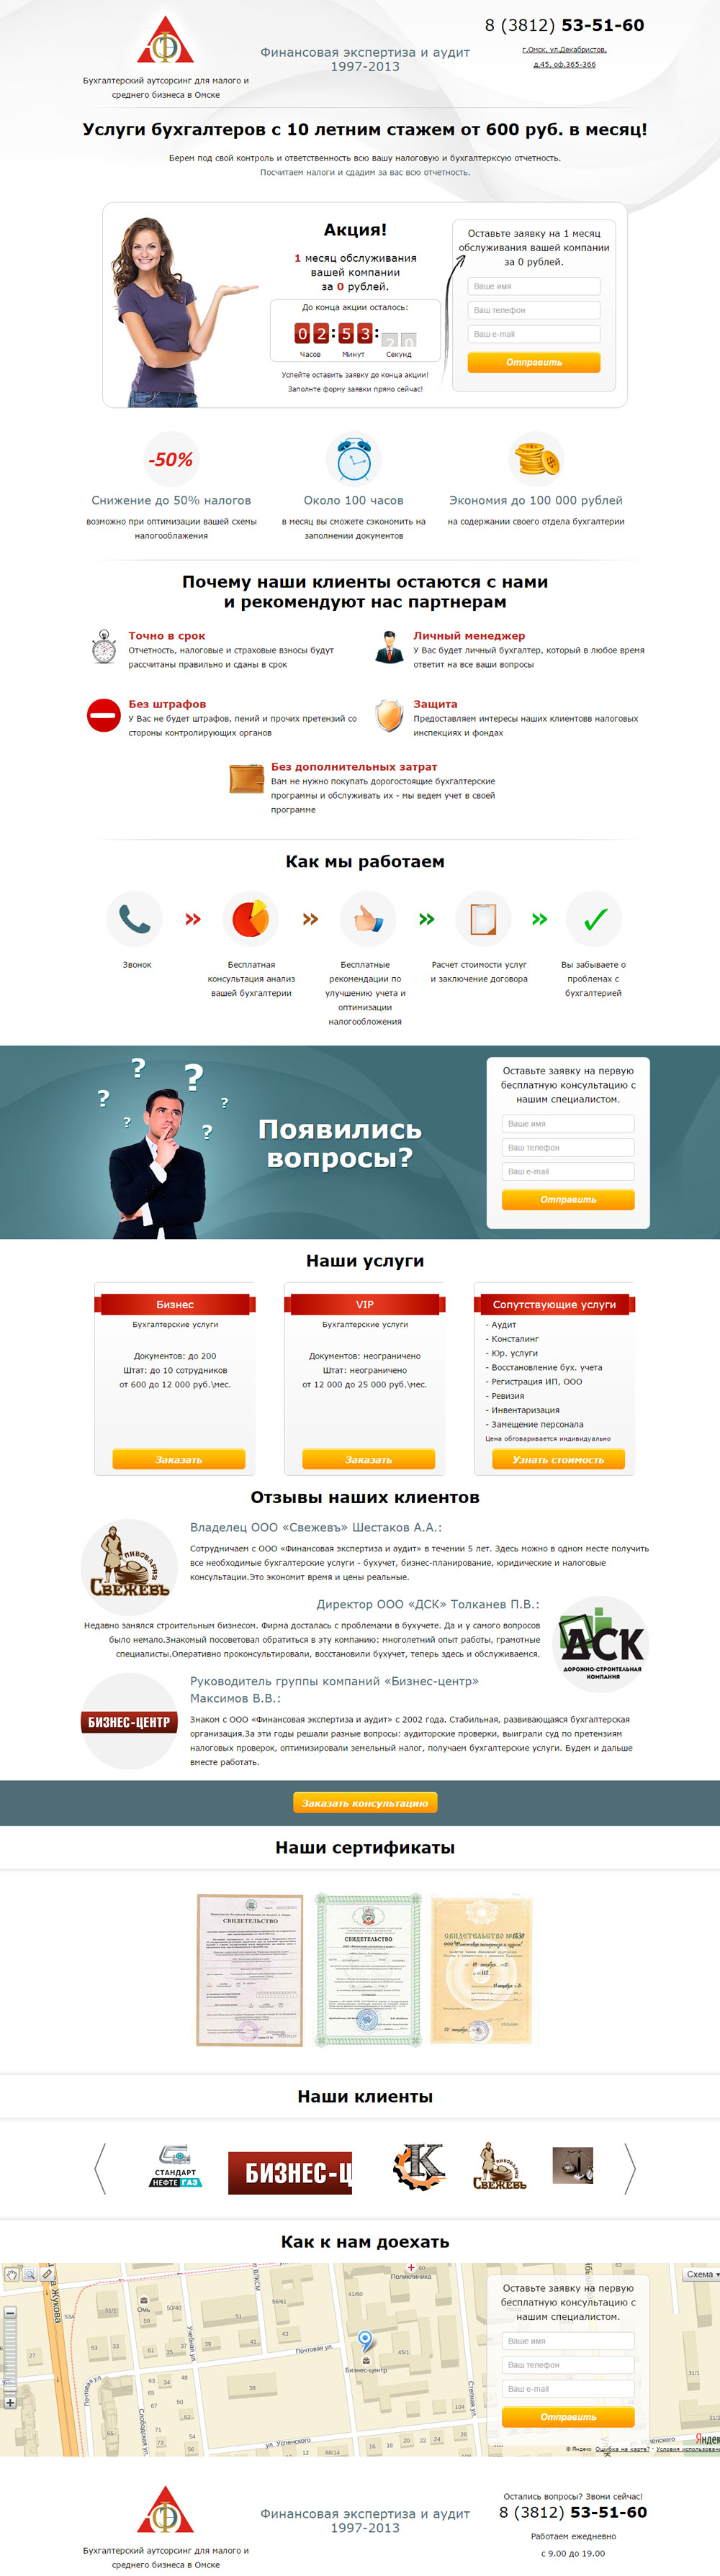 8 (3812) 53-51-60
г.Омск, ул.Декабристов,
д.45, оф.365-366
Финансовая экспертиза и аудит
1997-2013
Бухгалтерский аутсорсинг для малого и
среднего бизнеса в Омске
Услуги бухгалтеров с 10 летним стажем от 600 руб. в месяц!
Берем под свой контроль и ответственность всю вашу налоговую и бухгалтерксую отчетность.
Посчитаем налоги и сдадим за вас всю отчетность.
Акция!
1 месяц обслуживания
вашей компании
за 0 рублей.
До конца акции осталось:
02:53:
Часов Минут Секунд
Успейте оставить заявку до конца акции!
Заполнте форму заявки прямо сейчас!
Оставьте заявку на 1 месяц
обслуживания вашей компании
за 0 рублей.
Ваше имя
Ваш телефон
Ваш e-mail
Отправить
-50%
Снижение до 50% налогов
возможно при оптимизации вашей схемы
налогооблажения
Около 100 часов
в месяц вы сможете сэкономить на
заполнении документов
Экономия до 100 000 рублей
на содержании своего отдела бухгалтерии
Почему наши клиенты остаются с нами
и рекомендуют нас партнерам
Точно в срок
Отчетность, налоговые и страховые взносы будут
рассчитаны правильно и сданы в срок
Личный менеджер
У Вас будет личный бухгалтер, который в любое время
ответит на все ваши вопросы
Без штрафов
У Вас не будет штрафов, пений и прочих претензий со
стороны контролирующих органов
Защита
Предоставляем интересы наших клиентовв налоговых
инспекциях и фондах
Без дополнительных затрат
Вам не нужно покупать дорогостоящие бухгалтерские
программы и обслуживать их - мы ведем учет в своей
программе
Как мы работаем
Звонок
Бесплатная
консультация анализ
вашей бухгалтерии
Бесплатные
рекомендации по
улучшению учета и
оптимизации
налогообложения
Расчет стоимости услуг
и заключение договора
Вы забываете о
проблемах с
бухгалтерией
Появились
вопросы?
Оставьте заявку на первую
бесплатную консультацию с
нашим специалистом.
Ваше имя
Ваш телефон
Ваш e-mail
Отправить
Наши услуги
Бизнес
Бухгалтерские услуги
Документов: до 200
Штат: до 10 сотрудников
от 600 до 12 000 руб.\мес.
Заказать
VIP
Бухгалтерские услуги
Документов: неограничено
Штат: неограничено
от 12 000 до 25 000 руб.\мес.
Заказать
Сопутствующие услуги
- Аудит
- Консталинг
- Юр. услуги
- Восстановление бух. учета
- Регистрация ИП, ООО
- Ревизия
- Инвентаризация
- Замещение персонала
Цена обговаривается индивидуально
Узнать стоимость
Отзывы наших клиентов
ПИВОВАРНЯ
СВЕЖЕВЪ
Владелец ООО «Свежевъ» Шестаков А.А.:
Сотрудничаем с ООО «Финансовая экспертиза и аудит» в течении 5 лет. Здесь можно в одном месте получить
все необходимые бухгалтерские услуги - бухучет, бизнес-планирование, юридические и налоговые
консультации.Это экономит время и цены реальные.
Директор ООО «ДСК» Толканев П.В.:
Недавно занялся строительным бизнесом. Фирма досталась с проблемами в бухучете. Да и у самого вопросов
было немало.Знакомый посоветовал обратиться в эту компанию: многолетний опыт работы, грамотные
специалисты.Оперативно проконсультировали, восстановили бухучет, теперь здесь и обслуживаемся.
ДСК
ДОРОЖНО-СТРОИТЕЛЬНАЯ
КОМПАНИЯ
БИЗНЕС-ЦЕНТР
Руководитель группы компаний «Бизнес-центр»
Максимов В.В.:
Знаком с ООО «Финансовая экспертиза и аудит» с 2002 года. Стабильная, развивающаяся бухгалтерская
организация.За эти годы решали разные вопросы: аудиторские проверки, выиграли суд по претензиям
налоговых проверок, оптимизировали земельный налог, получаем бухгалтерские услуги. Будем и дальше
вместе работать.
Заказать консультацию
Наши сертификаты
СВИДЕТЕЛЬСТВО
СВИДЕТЕЛЬСТВО
СВИДЕТЕЛЬСТВО
Наши клиенты
СТАНДАРТ
НЕФТЕ ГАЗ
БИЗНЕС-Ц
К
СВЕЖЕВЪ
Как к нам доехать
Схема
Жукова
Омь
Поликлиника
Учебная ул.
Почтовая ул.
Почтовая ул.
Бизнес-центр
Слободская ул.
Степная ул.
ул. Успенского
Оставьте заявку на первую
бесплатную консультацию с
нашим специалистом.
Ваше имя
Ваш телефон
Ваш e-mail
Отправить
© Яндекс Ошибка на карте? · Условия использова
Финансовая экспертиза и аудит
1997-2013
Бухгалтерский аутсорсинг для малого и
среднего бизнеса в Омске
Остались вопросы? Звони сейчас!
8 (3812) 53-51-60
Работаем ежедневно
с 9.00 до 19.00